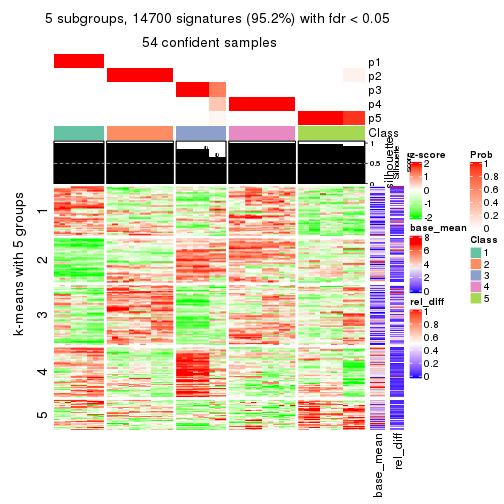 5 subgroups, 14700 signatures (95.2%) with fdr < 0.05
54 confident samples
p1
p2
p3
p4
p5
Class
1
0.5
0
silhouette
Silhouette
score
k-means with 5 groups
1
2
3
4
5
base_mean
rel_diff
z-score
2
1
0
-1
-2
base_mean
8
6
4
2
0
rel_diff
1
0.8
0.6
0.4
0.2
0
Prob
1
0.8
0.6
0.4
0.2
0
Class
1
2
3
4
5